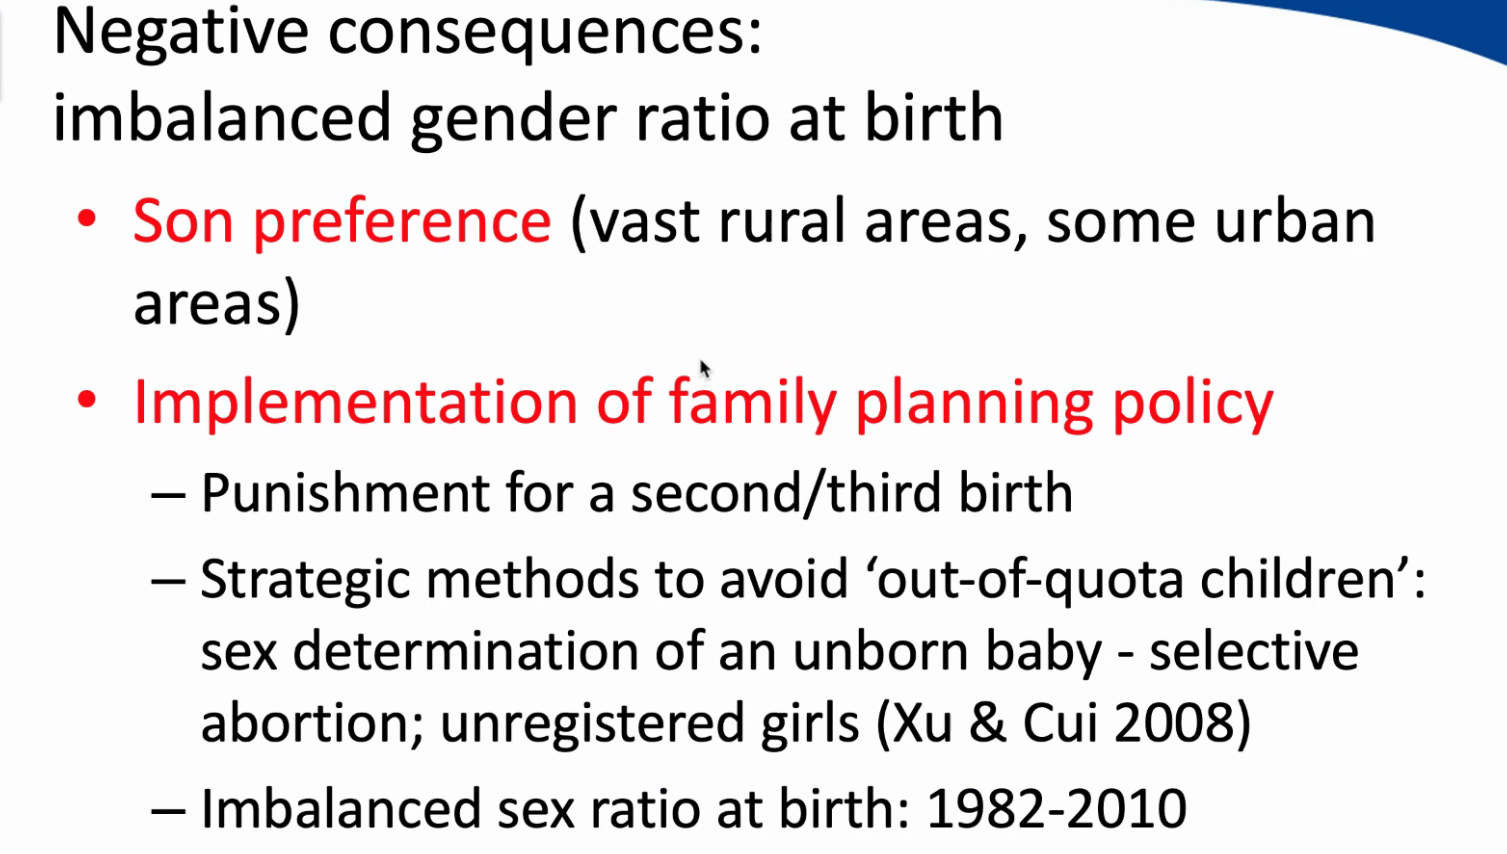 Negative consequences:
imbalanced gender ratio at birth
• Son preference (vast rural areas, some urban
areas)
• Implementation of family planning policy
– Punishment for a second/third birth
– Strategic methods to avoid ‘out-of-quota children’:
sex determination of an unborn baby - selective
abortion; unregistered girls (Xu & Cui 2008)
– Imbalanced sex ratio at birth: 1982-2010